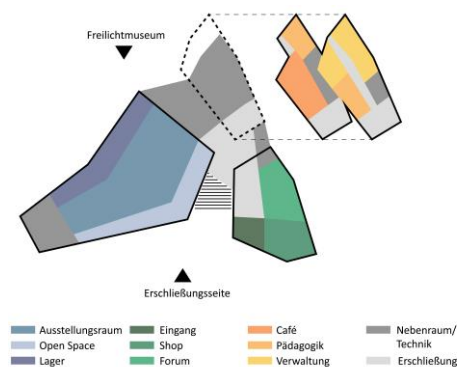 Freilichtmuseum
Erschließungsseite
Ausstellungsraum
Open Space
Lager
Eingang
Shop
Forum
Café
Pädagogik
Verwaltung
Nebenraum/
Technik
Erschließung